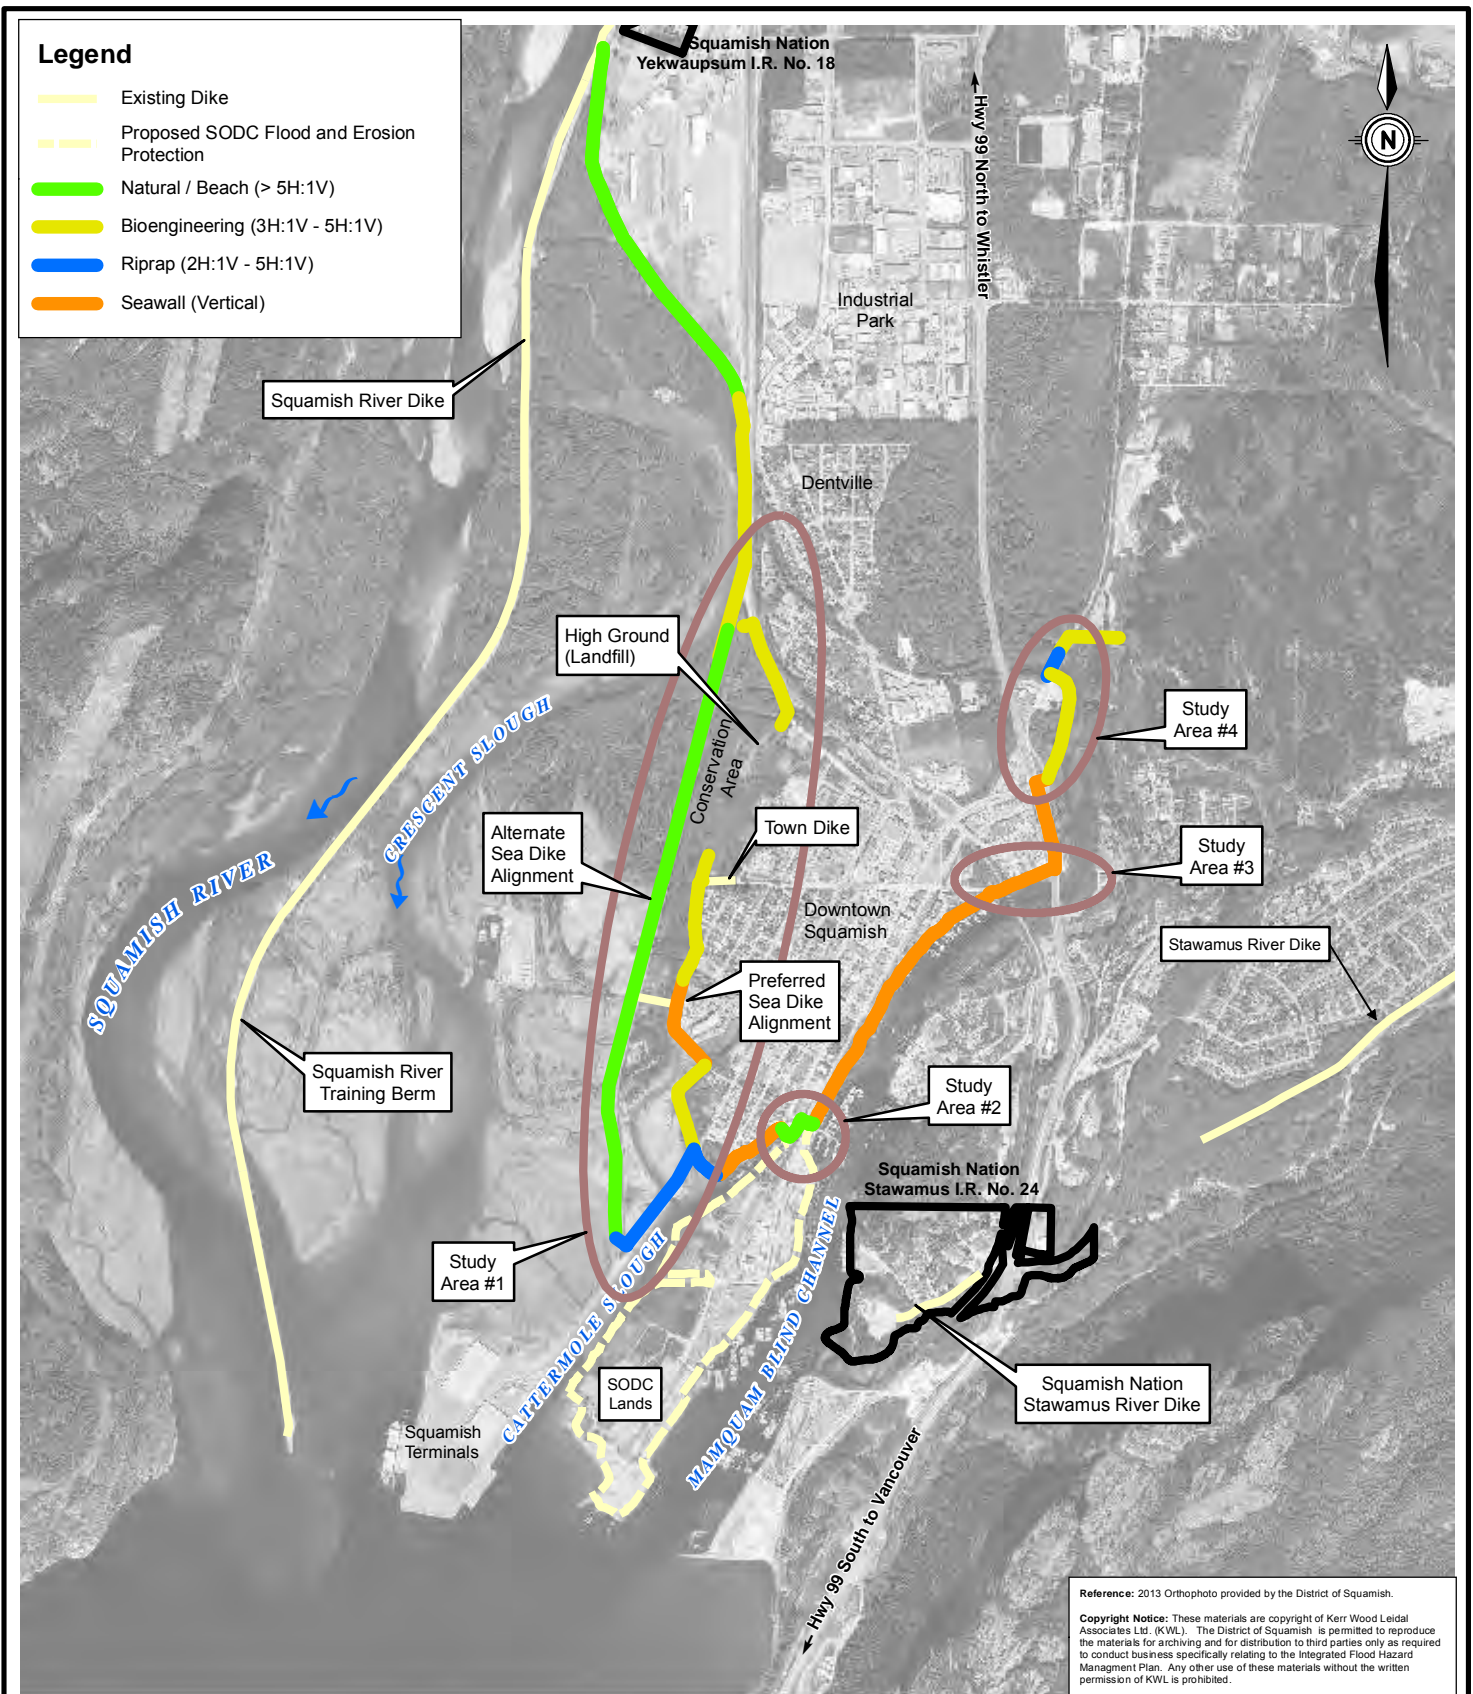 Legend
Existing Dike
Proposed SODC Flood and Erosion
Protection
Natural / Beach (> 5H:1V)
Bioengineering (3H:1V - 5H:1V)
Riprap (2H:1V - 5H:1V)
Seawall (Vertical)
Squamish Nation
Yekwaupsum I.R. No. 18
N
Hwy 99 North to Whistler
Industrial
Park
Squamish River Dike
Dentville
High Ground
(Landfill)
Study
Area #4
CRESCENT SLOUGH
Conservation
Area
Alternate
Sea Dike
Alignment
Town Dike
Study
Area #3
SQUAMISH RIVER
Downtown
Squamish
Stawamus River Dike
Preferred
Sea Dike
Alignment
Squamish River
Training Berm
Study
Area #2
Squamish Nation
Stawamus I.R. No. 24
Study
Area #1
CATTERMOLE SLOUGH
MAMQUAM BLIND CHANNEL
SODC
Lands
Squamish Nation
Stawamus River Dike
Squamish
Terminals
Hwy 99 South to Vancouver
Reference: 2013 Orthophoto provided by the District of Squamish.
Copyright Notice: These materials are copyright of Kerr Wood Leidal
Associates Ltd. (KWL). The District of Squamish is permitted to reproduce
the materials for archiving and for distribution to third parties only as required
to conduct business specifically relating to the Integrated Flood Hazard
Managment Plan. Any other use of these materials without the written
permission of KWL is prohibited.